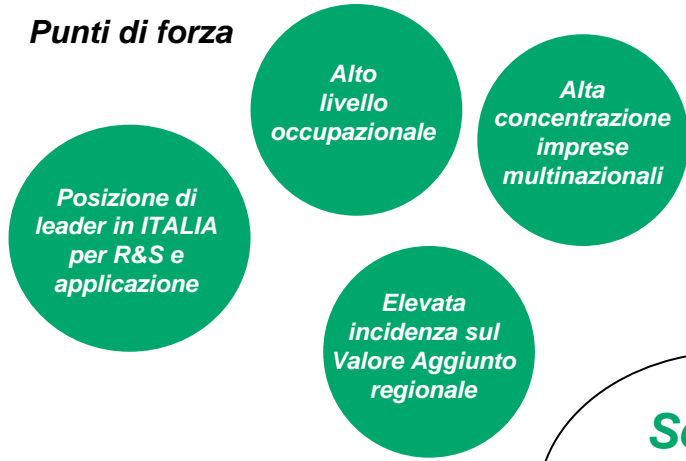 Punti di forza
Alto
livello
occupazionale
Alta
concentrazione
imprese
multinazionali
Posizione di
leader in ITALIA
per R&S e
applicazione
Elevata
incidenza sul
Valore Aggiunto
regionale